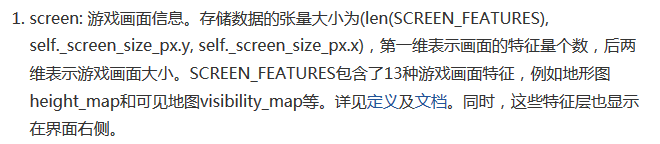 1. screen: 游戏画面信息。存储数据的张量大小为(len(SCREEN_FEATURES),
self._screen_size_px.y, self._screen_size_px.x)，第一维表示画面的特征量个数，后两
维表示游戏画面大小。SCREEN_FEATURES包含了13种游戏画面特征，例如地形图
height_map和可见地图visibility_map等。详见定义及文档。同时，这些特征层也显示
在界面右侧。